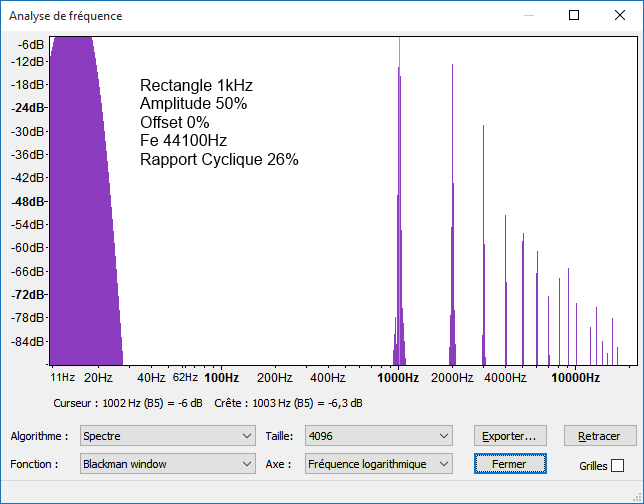 Analyse de fréquence
-6dB
-12dB
-18dB
-24dB
-30dB
-36dB
-42dB
-48dB
-54dB
-60dB
-66dB
-72dB
-78dB
-84dB
Rectangle 1kHz
Amplitude 50%
Offset 0%
Fe 44100Hz
Rapport Cyclique 26%
11Hz 20Hz 40Hz 62Hz 100Hz 200Hz 400Hz 1000Hz 2000Hz 4000Hz 10000Hz
Curseur : 1002 Hz (B5) = -6 dB Crête : 1003 Hz (B5) = -6,3 dB
Algorithme : Spectre Taille: 4096 Exporter... Retracer
Fonction : Blackman window Axe : Fréquence logarithmique Fermer Grilles